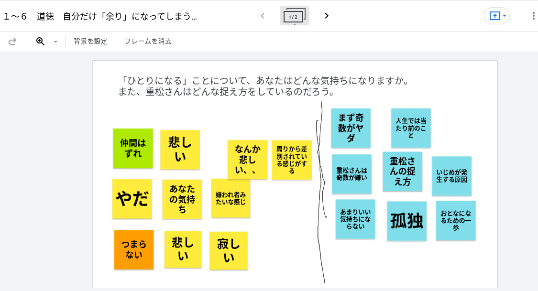 １～６　道徳　自分だけ「余り」になってしまう...
1/2
背景を設定　フレームを消去
「ひとりになる」ことについて、あなたはどんな気持ちになりますか。
また、重松さんはどんな捉え方をしているのだろう。
仲間は
ずれ
悲し
い
なんか
悲し
い、、
周りから差
別されてい
る感じがす
る
やだ
あなた
の気持
ち
嫌われ者み
たいな感じ
つまら
ない
悲し
い
寂し
い
まず奇
数がヤ
ダ
人生では当
たり前のこ
と
重松さんは
奇数が嫌い
重松さ
んの捉
え方
いじめが発
生する原因
あまりいい
気持ちにな
らない
孤独
おとなにな
るための一
歩